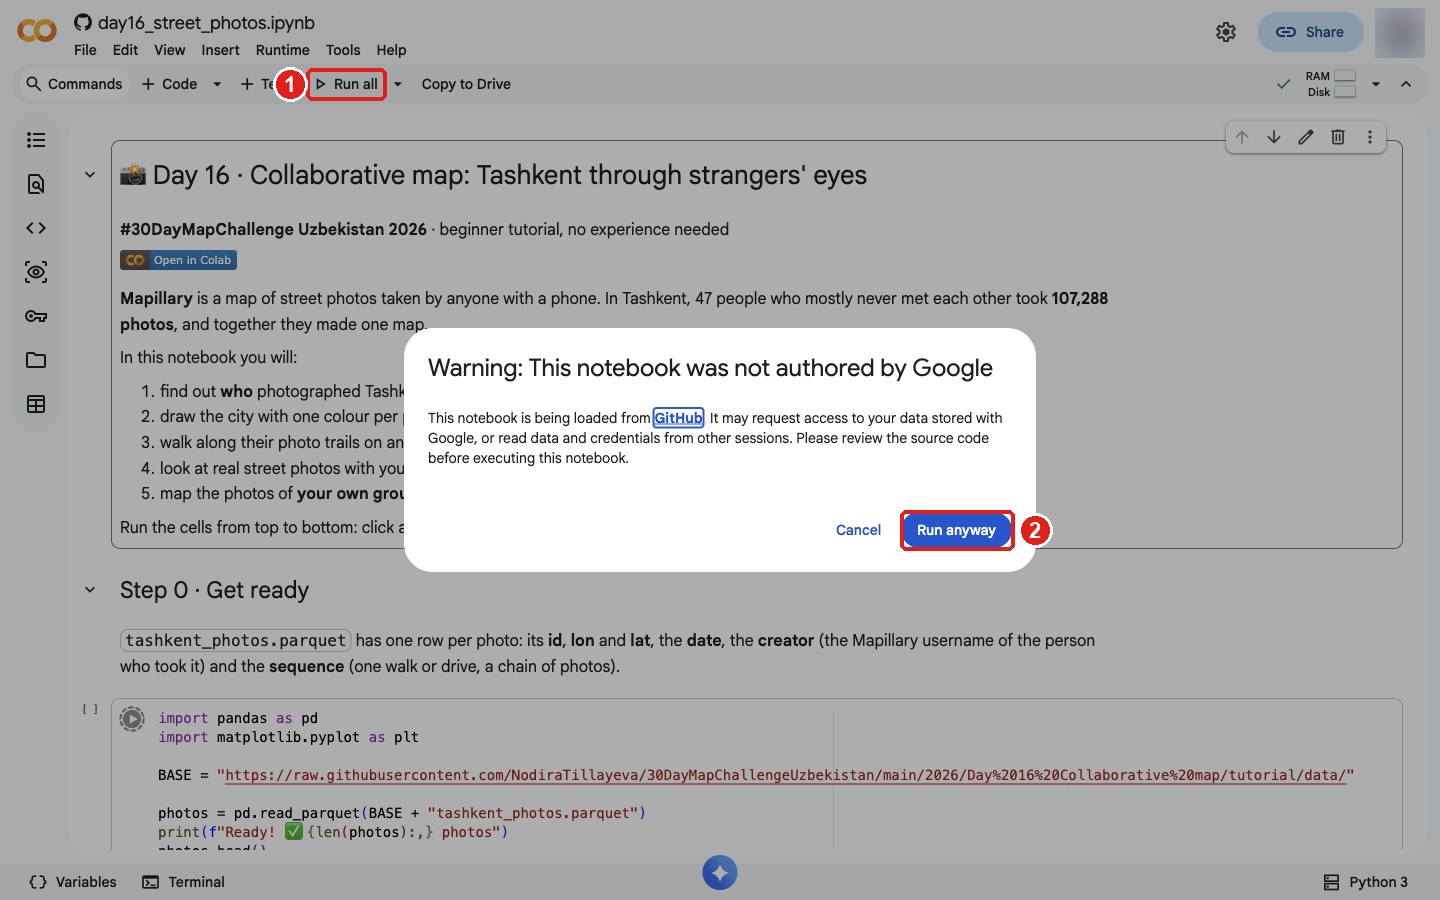 day16_street_photos.ipynb
File Edit View Insert Runtime Tools Help
Share
Commands + Code + Te 1 Run all Copy to Drive
RAM
Disk
Day 16 · Collaborative map: Tashkent through strangers' eyes
#30DayMapChallenge Uzbekistan 2026 · beginner tutorial, no experience needed
Open in Colab
Mapillary is a map of street photos taken by anyone with a phone. In Tashkent, 47 people who mostly never met each other took 107,288
photos, and together they made one map.
In this notebook you will:
1. find out who photographed Tashk
2. draw the city with one colour per
3. walk along their photo trails on an
4. look at real street photos with you
5. map the photos of your own grou
Run the cells from top to bottom: click a
Warning: This notebook was not authored by Google
This notebook is being loaded from GitHub. It may request access to your data stored with
Google, or read data and credentials from other sessions. Please review the source code
before executing this notebook.
Cancel Run anyway 2
Step 0 · Get ready
tashkent_photos.parquet has one row per photo: its id, lon and lat, the date, the creator (the Mapillary username of the person
who took it) and the sequence (one walk or drive, a chain of photos).
[ ] import pandas as pd
import matplotlib.pyplot as plt
BASE = "https://raw.githubusercontent.com/NodiraTillayeva/30DayMapChallengeUzbekistan/main/2026/Day%2016%20Collaborative%20map/tutorial/data/"
photos = pd.read_parquet(BASE + "tashkent_photos.parquet")
print(f"Ready! ✅ {len(photos):,} photos")
photos.head()
Variables Terminal Python 3